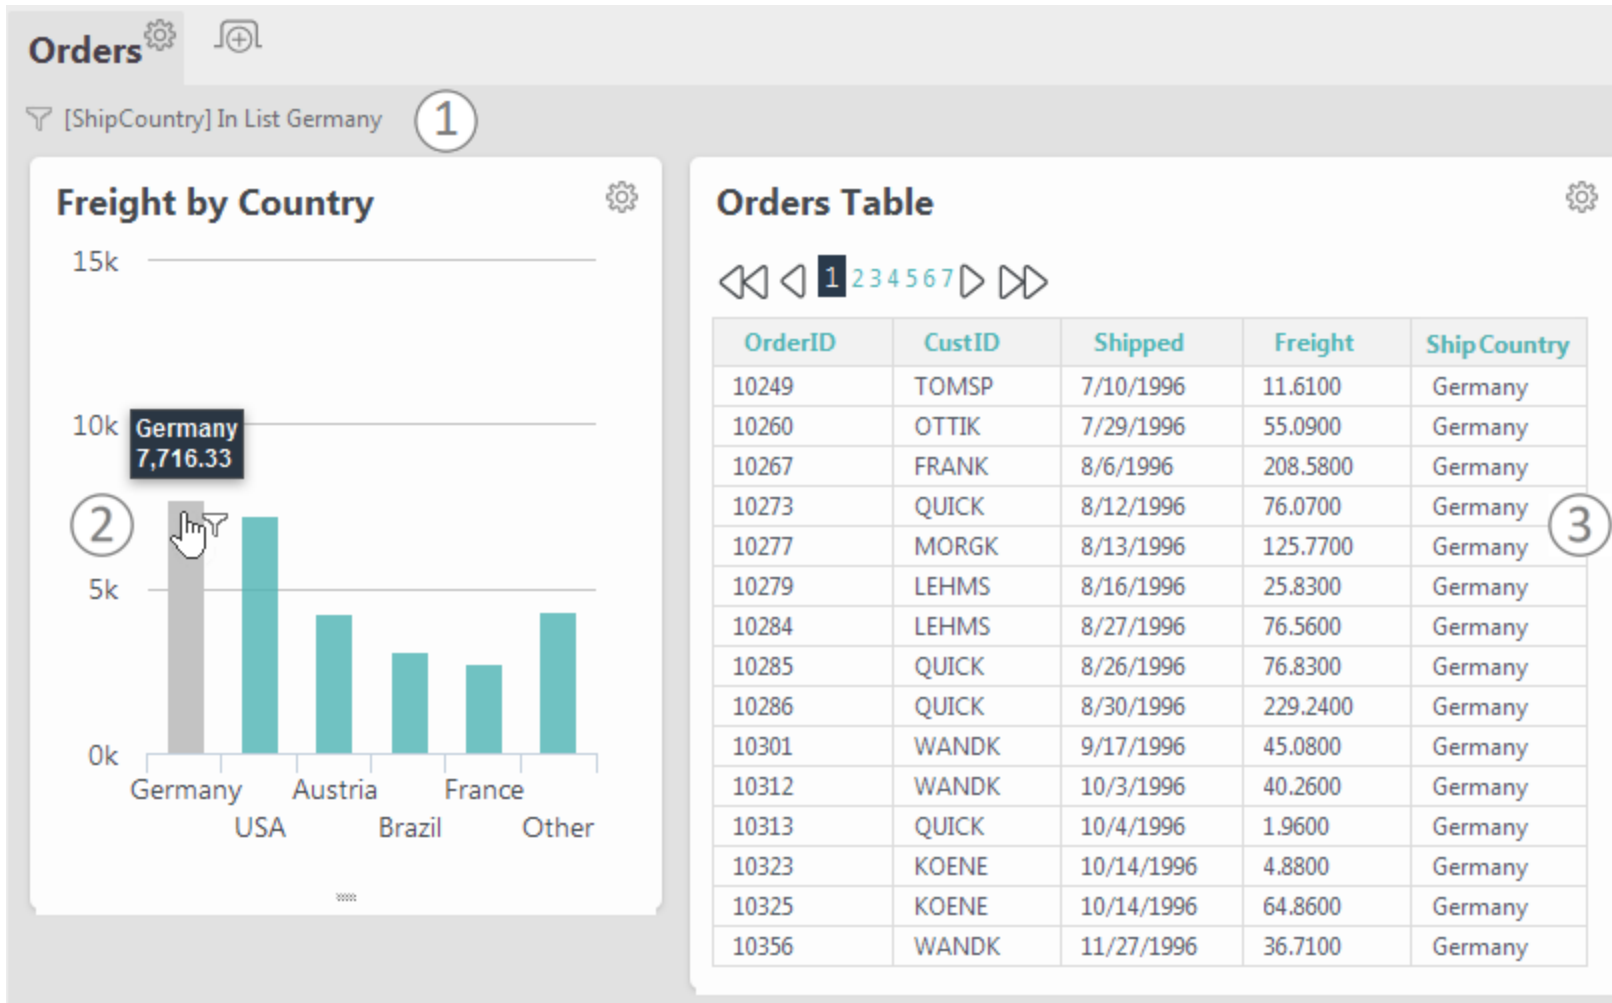 Orders
[ShipCountry] In List Germany 1
Freight by Country
15k
10k
Germany
7,716.33
2
5k
0k
Germany Austria France
USA Brazil Other
Orders Table
1 2 3 4 5 6 7
OrderID CustID Shipped Freight Ship Country
10249 TOMSP 7/10/1996 11.6100 Germany
10260 OTTIK 7/29/1996 55.0900 Germany
10267 FRANK 8/6/1996 208.5800 Germany
10273 QUICK 8/12/1996 76.0700 Germany
3
10277 MORGK 8/13/1996 125.7700 Germany
10279 LEHMS 8/16/1996 25.8300 Germany
10284 LEHMS 8/27/1996 76.5600 Germany
10285 QUICK 8/26/1996 76.8300 Germany
10286 QUICK 8/30/1996 229.2400 Germany
10301 WANDK 9/17/1996 45.0800 Germany
10312 WANDK 10/3/1996 40.2600 Germany
10313 QUICK 10/4/1996 1.9600 Germany
10323 KOENE 10/14/1996 4.8800 Germany
10325 KOENE 10/14/1996 64.8600 Germany
10356 WANDK 11/27/1996 36.7100 Germany